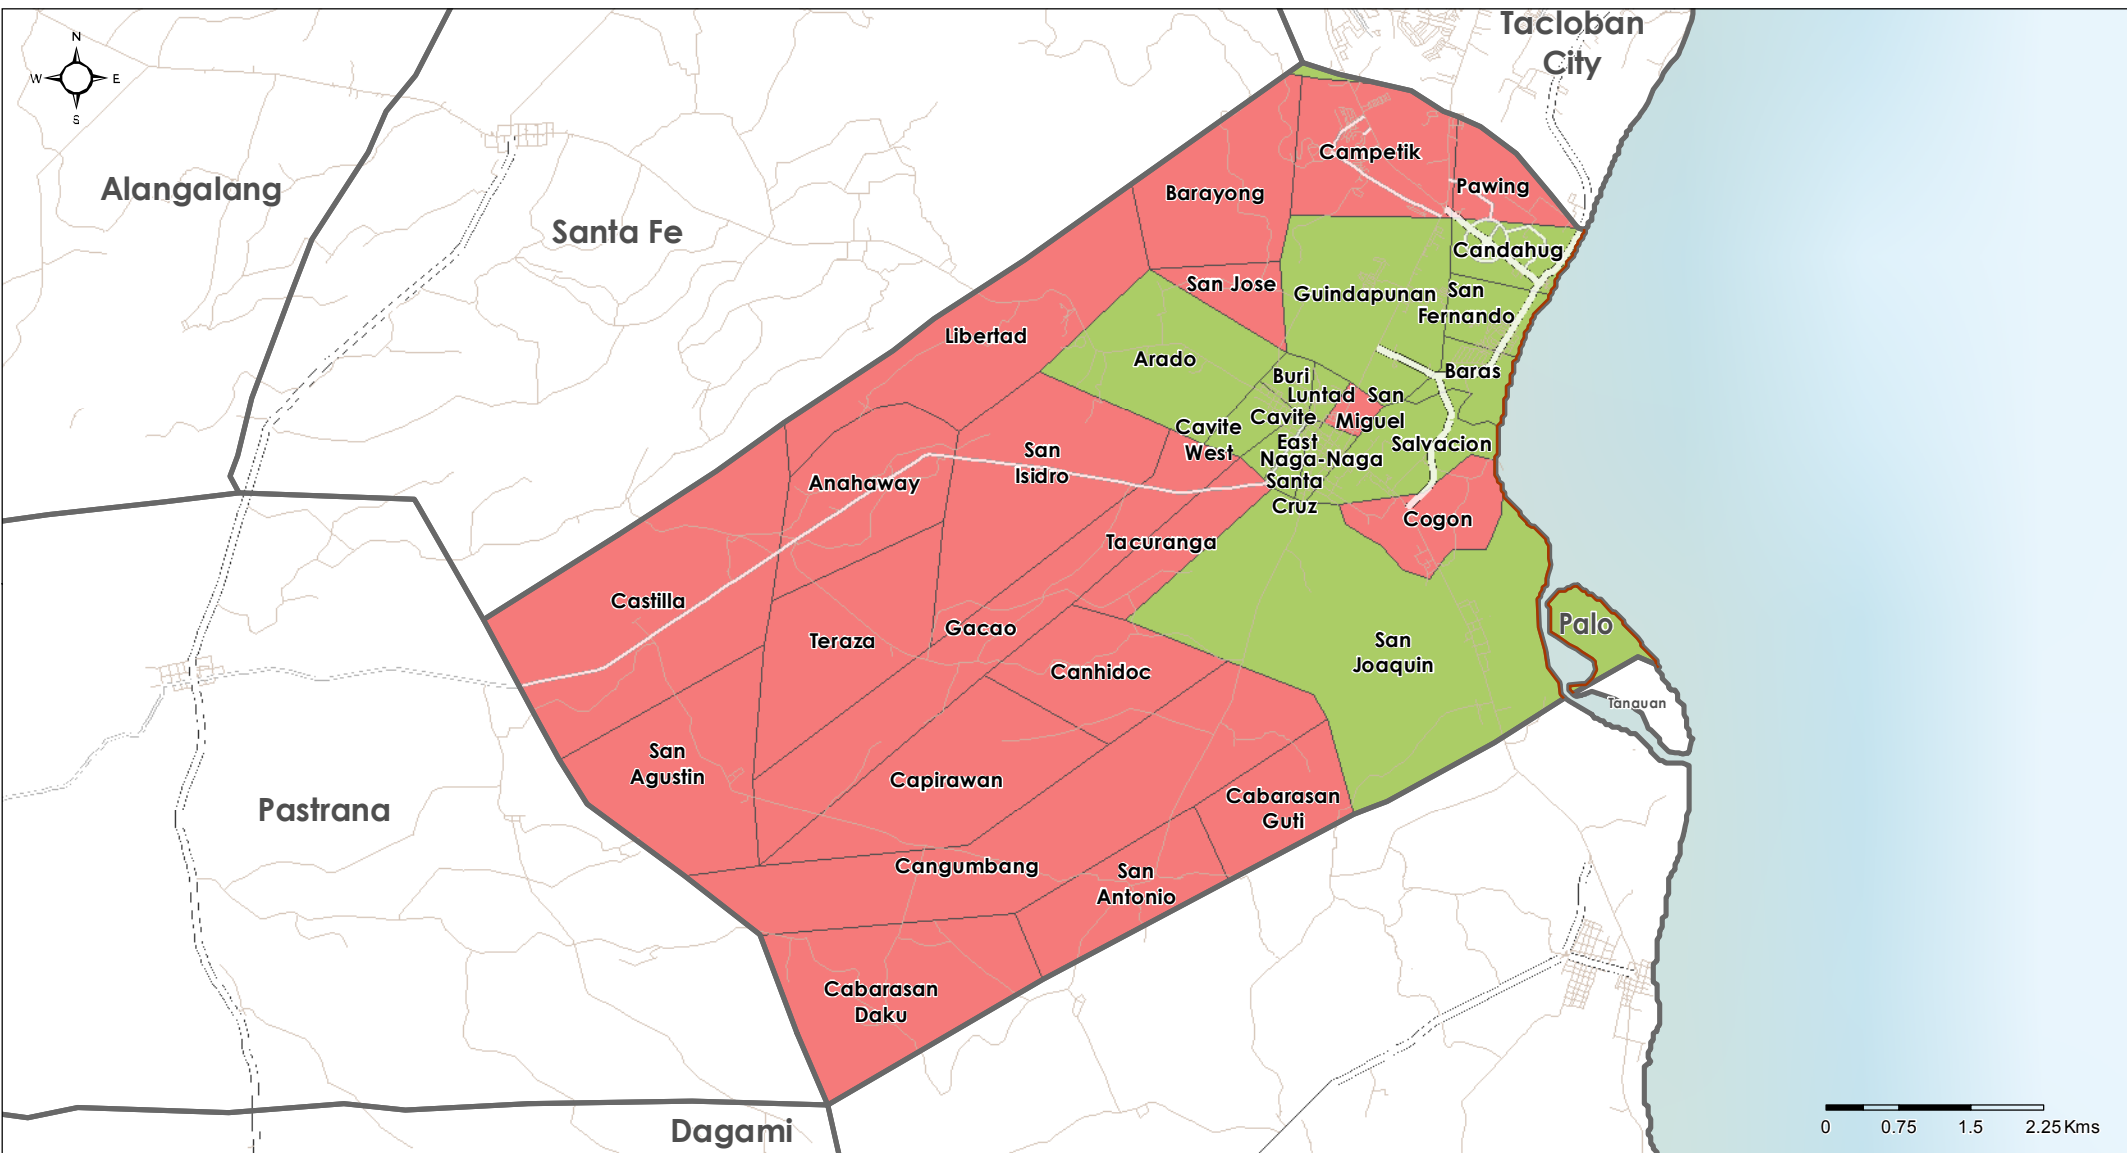 Tacloban
City
N
W
E
S
Alangalang
Santa Fe
Campetik
Pawing
Barayong
Candahug
San Jose
Guindapunan
San
Fernando
Libertad
Arado
Buri
Baras
Luntad
San
Miguel
Cavite
West
Cavite
East
Salvacion
Naga-Naga
San
Isidro
Anahaway
Santa
Cruz
Cogon
Tacuranga
Castilla
Teraza
Gacao
Canhidoc
San
Joaquin
Palo
Tanauan
San
Agustin
Capirawan
Cabarasan
Guti
Pastrana
Cangumbang
San
Antonio
Cabarasan
Daku
Dagami
0 0.75 1.5 2.25 Kms